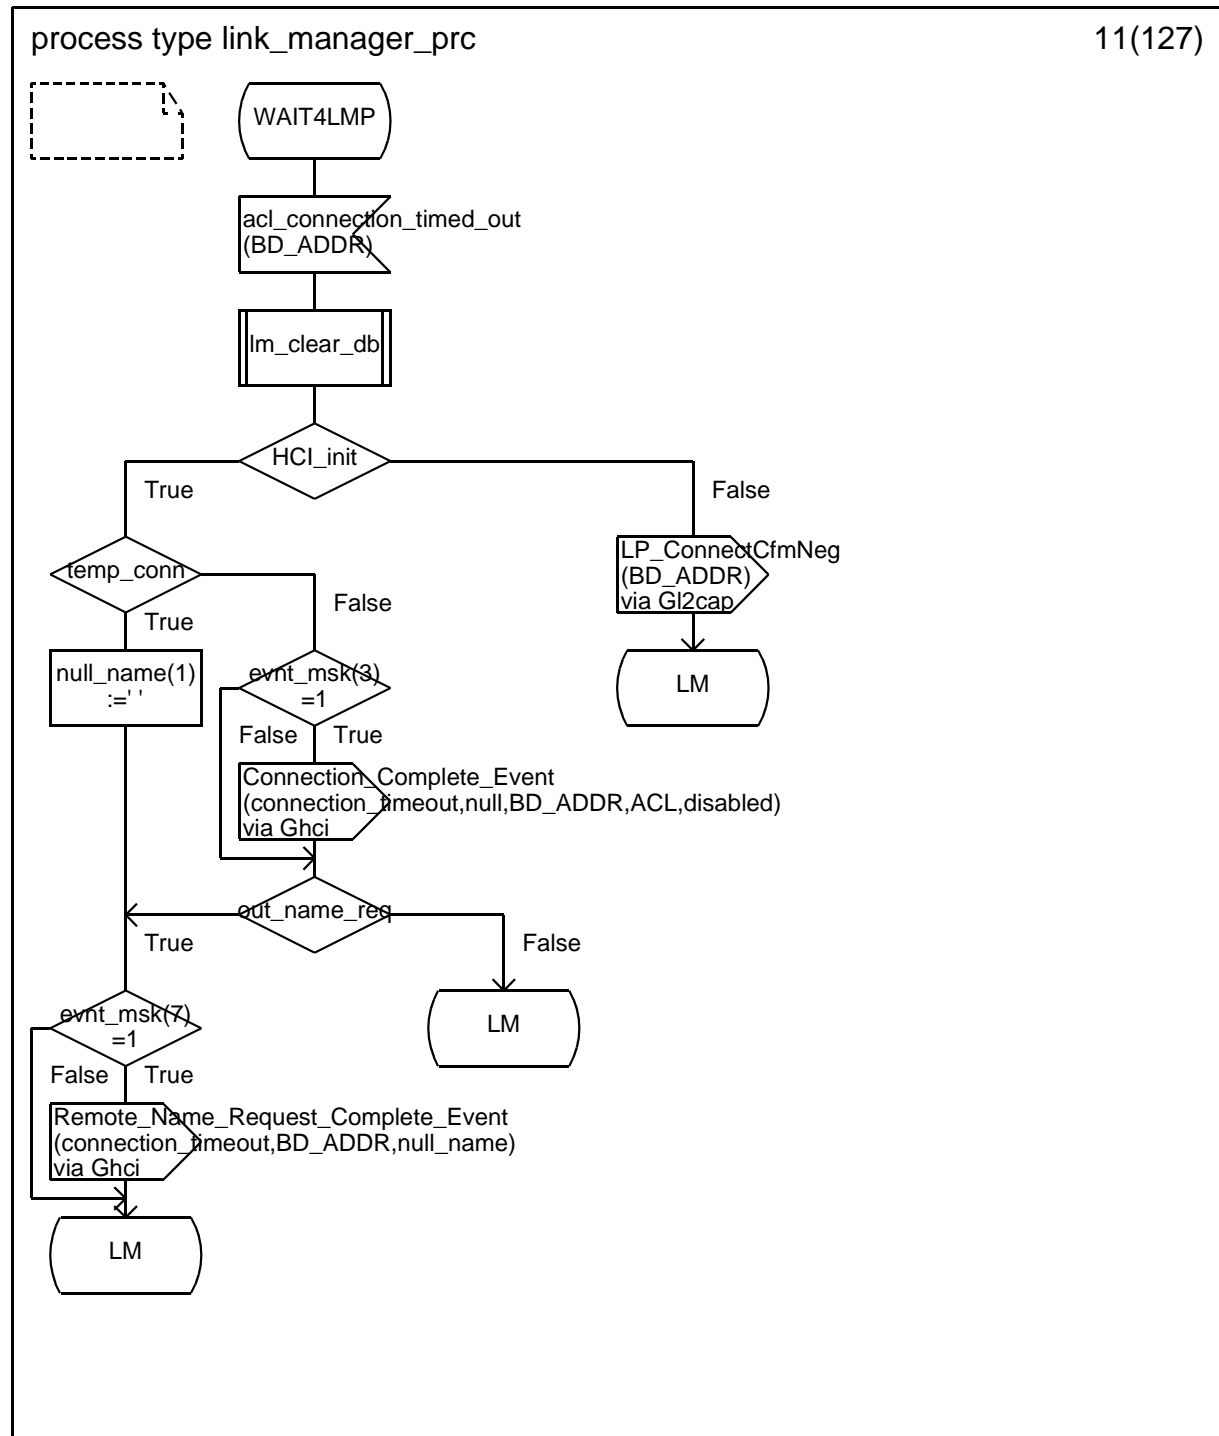 process type link_manager_prc
11(127)
WAIT4LMP
acl_connection_timed_out
(BD_ADDR)
lm_clear_db
HCI_init
True
False
temp_conn
LP_ConnectCfmNeg
(BD_ADDR)
via Gl2cap
False
True
null_name(1)
:=' '
evnt_msk(3)
=1
LM
False
True
Connection_Complete_Event
(connection_timeout,null,BD_ADDR,ACL,disabled)
via Ghci
out_name_req
True
False
evnt_msk(7)
=1
LM
False
True
Remote_Name_Request_Complete_Event
(connection_timeout,BD_ADDR,null_name)
via Ghci
LM